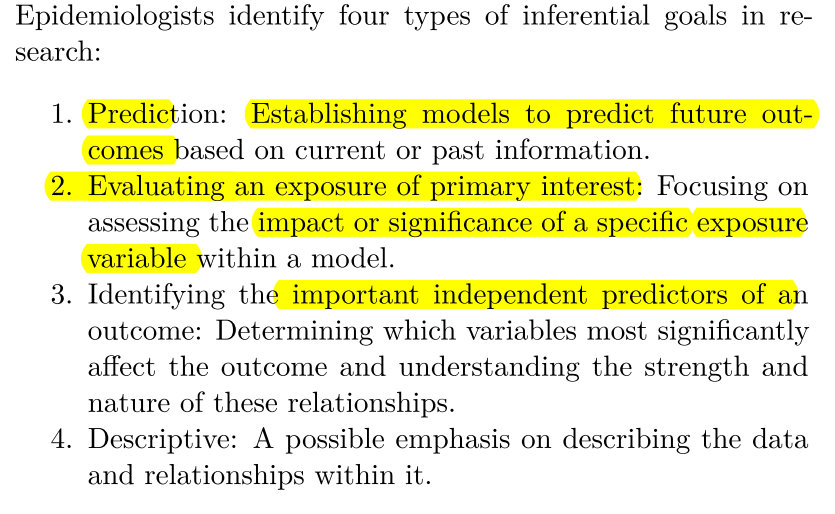 Epidemiologists identify four types of inferential goals in re-
search:
1. Prediction: Establishing models to predict future out-
comes based on current or past information.
2. Evaluating an exposure of primary interest: Focusing on
assessing the impact or significance of a specific exposure
variable within a model.
3. Identifying the important independent predictors of an
outcome: Determining which variables most significantly
affect the outcome and understanding the strength and
nature of these relationships.
4. Descriptive: A possible emphasis on describing the data
and relationships within it.